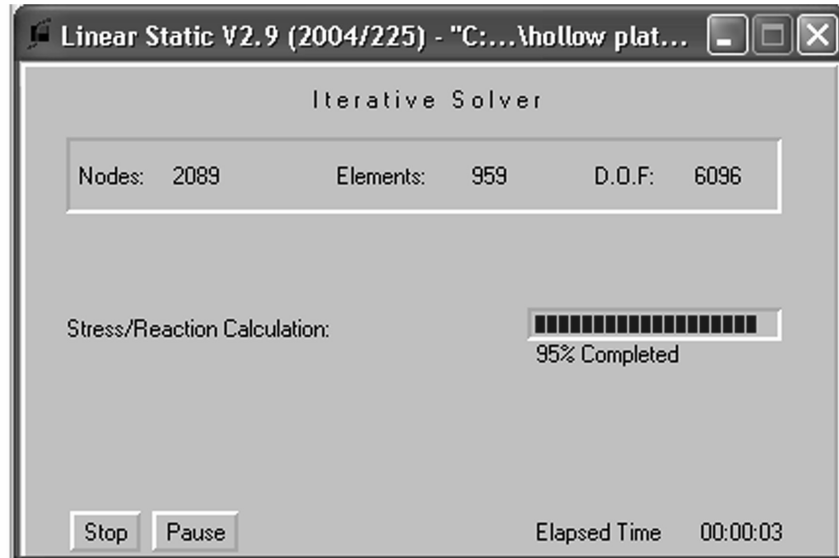 Linear Static V2.9 (2004/225) - "C:...\hollow plat...
Iterative Solver
Nodes: 2089 Elements: 959 D.O.F: 6096
Stress/Reaction Calculation:
95% Completed
Stop Pause Elapsed Time 00:00:03